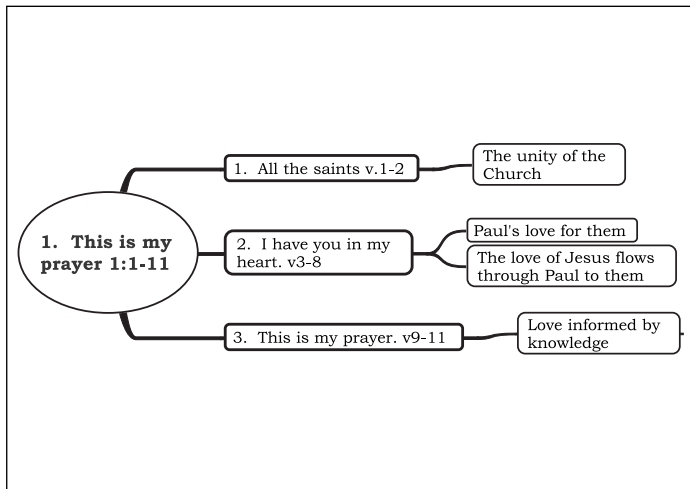 1. All the saints v.1-2
The unity of the
Church
1. This is my
prayer 1:1-11
2. I have you in my
heart. v3-8
Paul's love for them
The love of Jesus flows
through Paul to them
3. This is my prayer. v9-11
Love informed by
knowledge